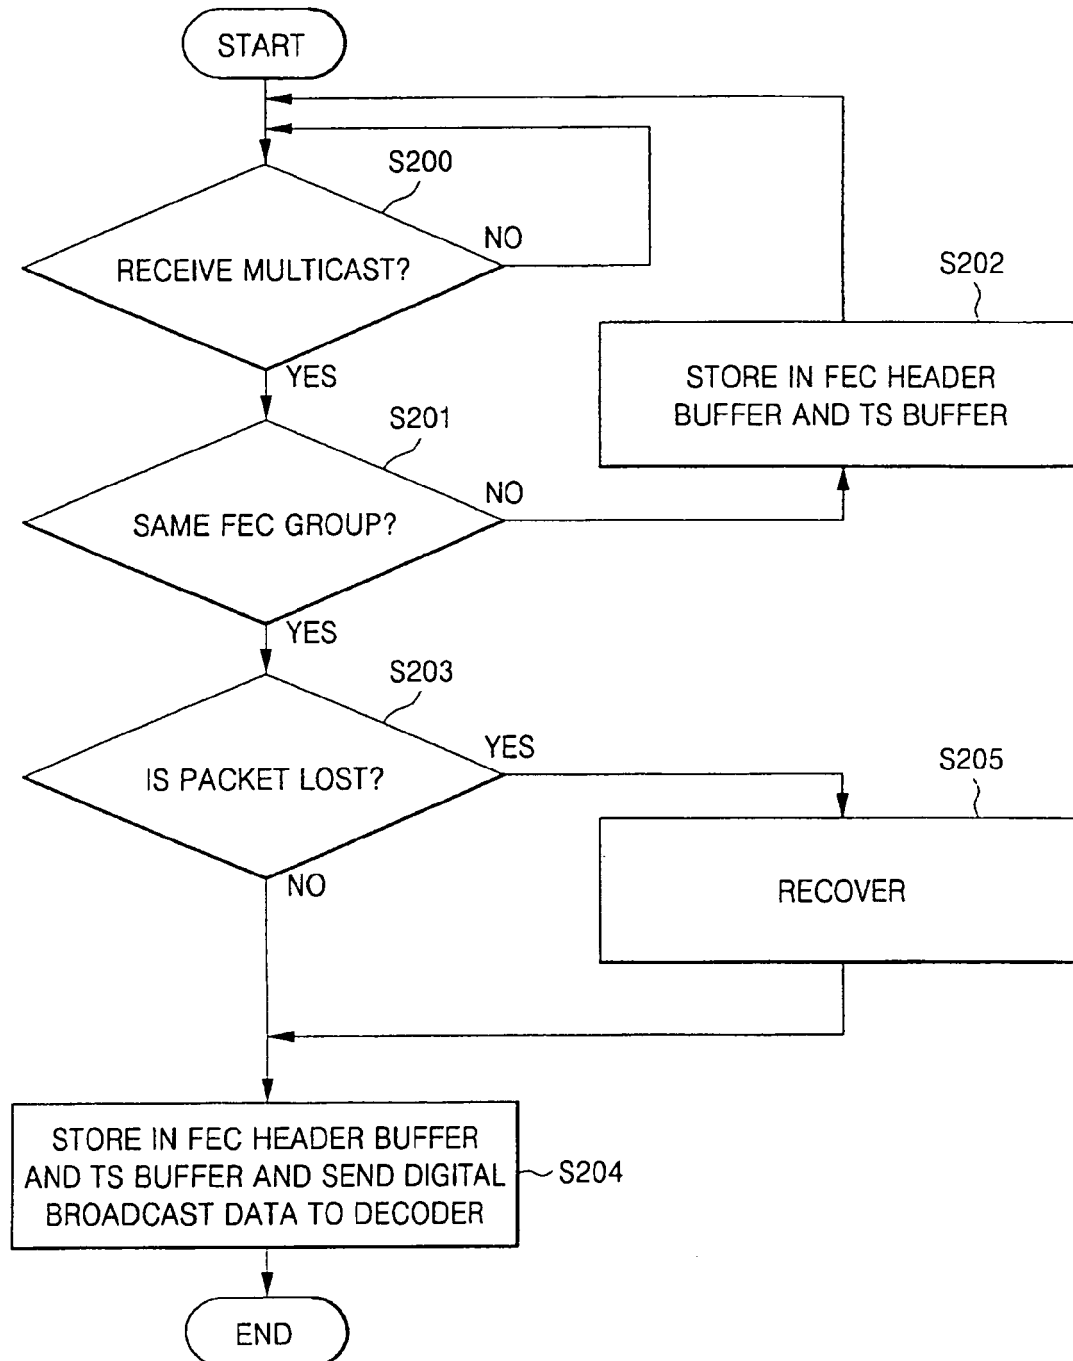 START
S200
RECEIVE MULTICAST?
NO
YES
S202
STORE IN FEC HEADER
BUFFER AND TS BUFFER
S201
SAME FEC GROUP?
NO
YES
S203
IS PACKET LOST?
YES
NO
S205
RECOVER
STORE IN FEC HEADER BUFFER
AND TS BUFFER AND SEND DIGITAL
BROADCAST DATA TO DECODER
S204
END